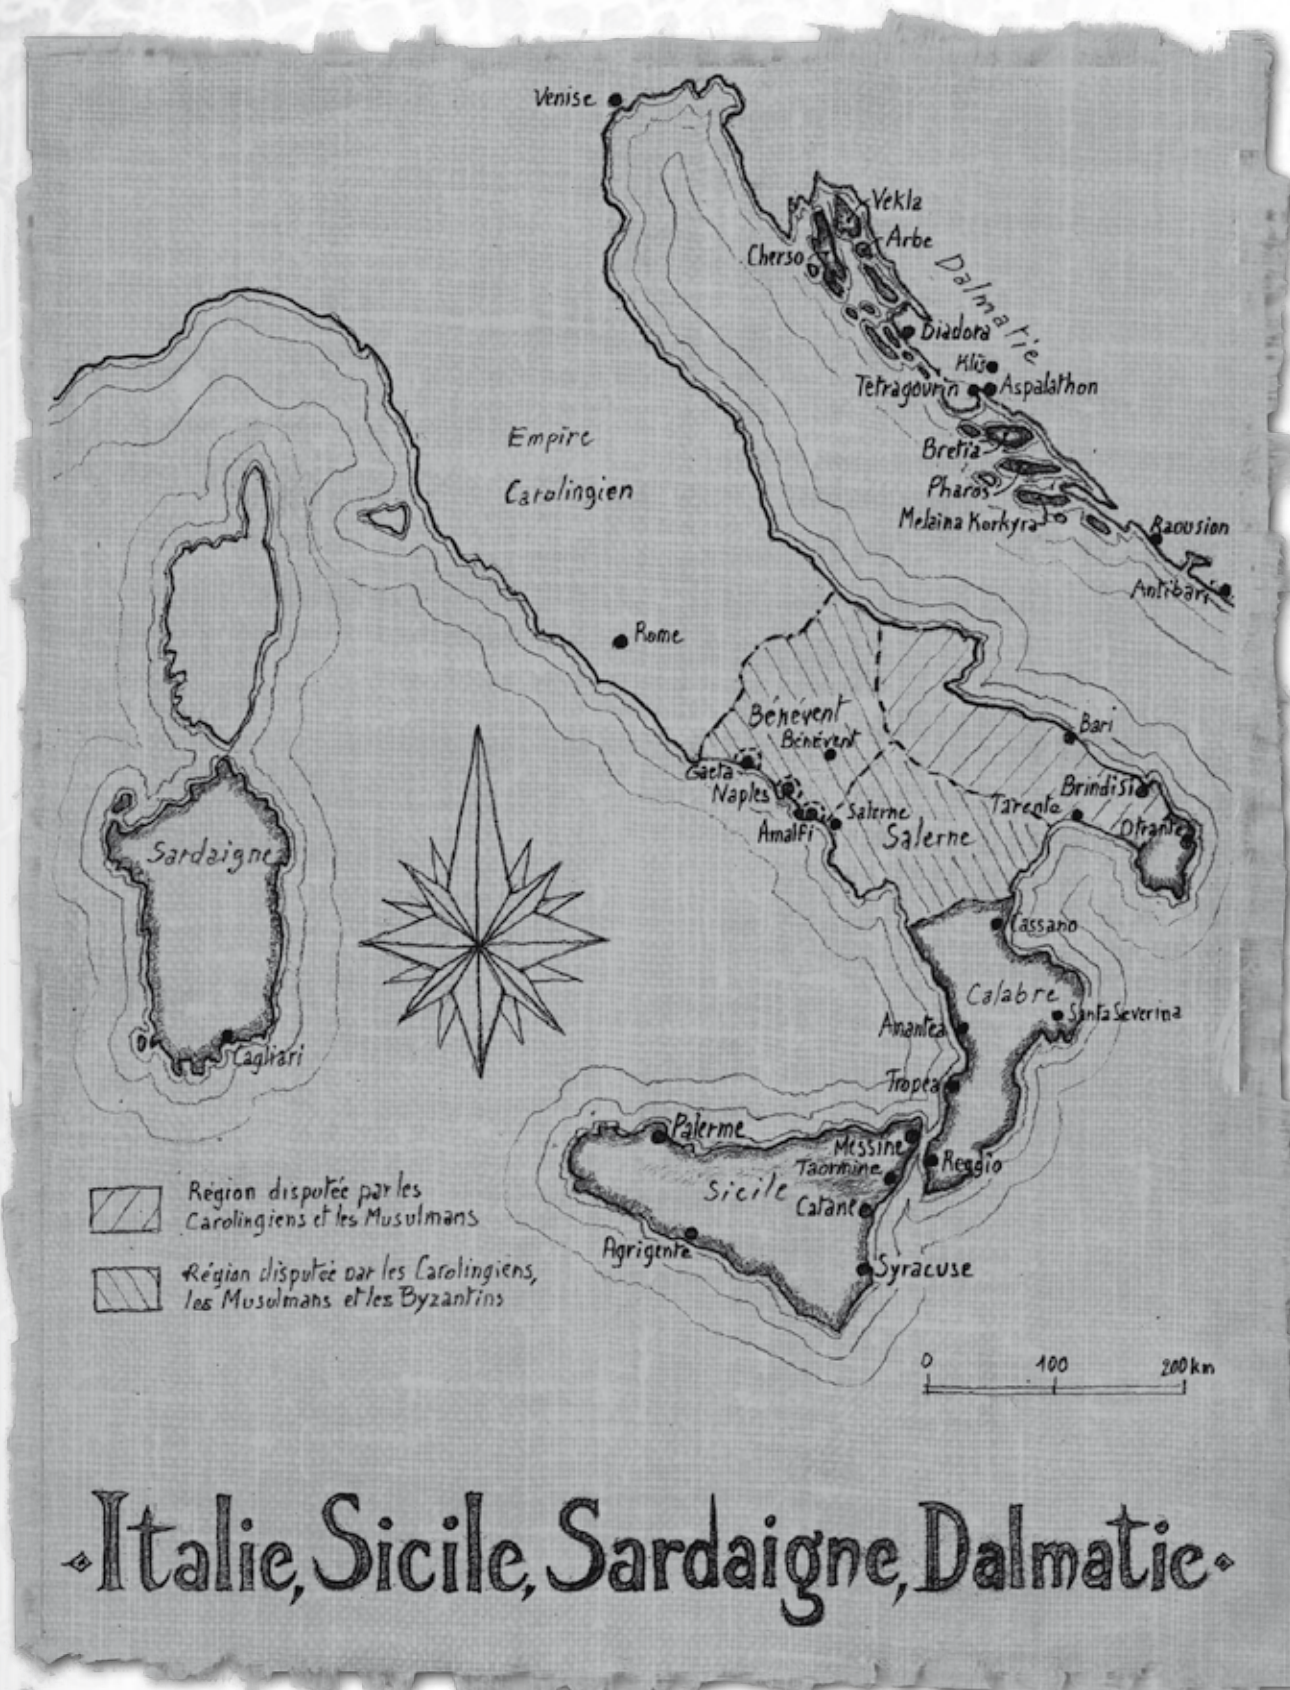 Venise
Vekla
Arbe
Cherso
Dalmatie
Diadora
Klis
Tetragourin
Aspalathon
Empire
Carolingien
Bretia
Pharos
Melaina Korkyra
Raousion
Antibari
Rome
Bénévent
Bénévent
Bari
Gaeta
Naples
Brindisi
Tarente
Salerne
Otrante
Amalfi
Salerne
Sardaigne
Cassano
Calabre
Santa Severina
Amantea
Cagliari
Tropea
Palerme
Messine
Taormine
Reggio
Sicile
Catane
Agrigente
Syracuse
Région disputée par les
Carolingiens et les Musulmans
Région disputée par les Carolingiens,
les Musulmans et les Byzantins
0 100 200 km
Italie, Sicile, Sardaigne, Dalmatie